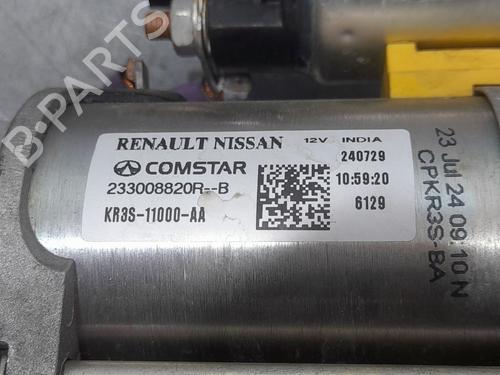 RENAULT NISSAN 12V INDIA
COMSTAR 240729
233008820R--B 10:59:20
KR3S-11000-AA 6129
23 Jul 24 09:10 N
CPKR3S-BA
B-PARTS